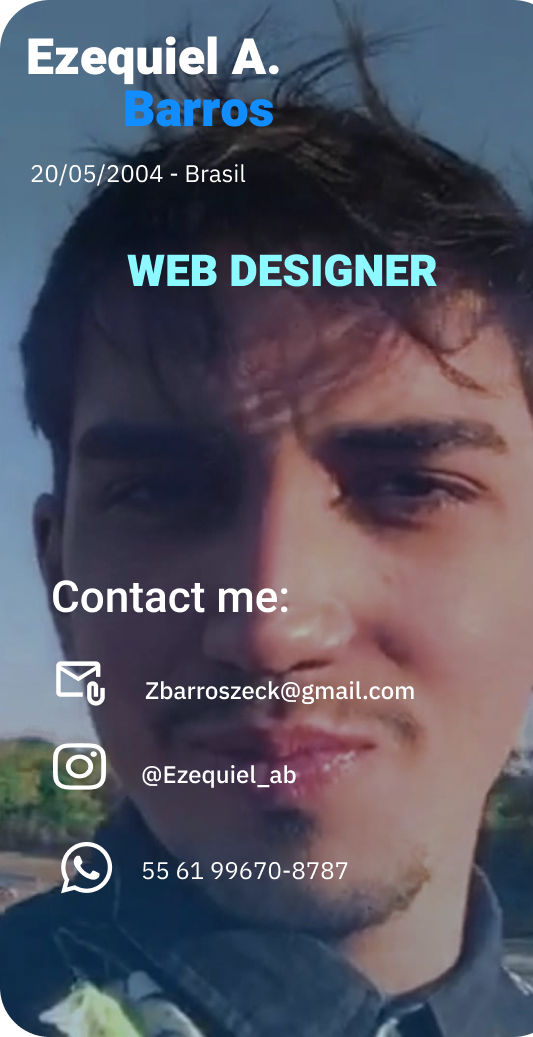 Ezequiel A.
Barros
20/05/2004 - Brasil
WEB DESIGNER
Contact me:
Zbarroszeck@gmail.com
@Ezequiel_ab
55 61 99670-8787